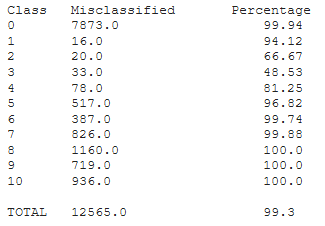 Class Misclassified Percentage
0 7873.0 99.94
1 16.0 94.12
2 20.0 66.67
3 33.0 48.53
4 78.0 81.25
5 517.0 96.82
6 387.0 99.74
7 826.0 99.88
8 1160.0 100.0
9 719.0 100.0
10 936.0 100.0
TOTAL 12565.0 99.3